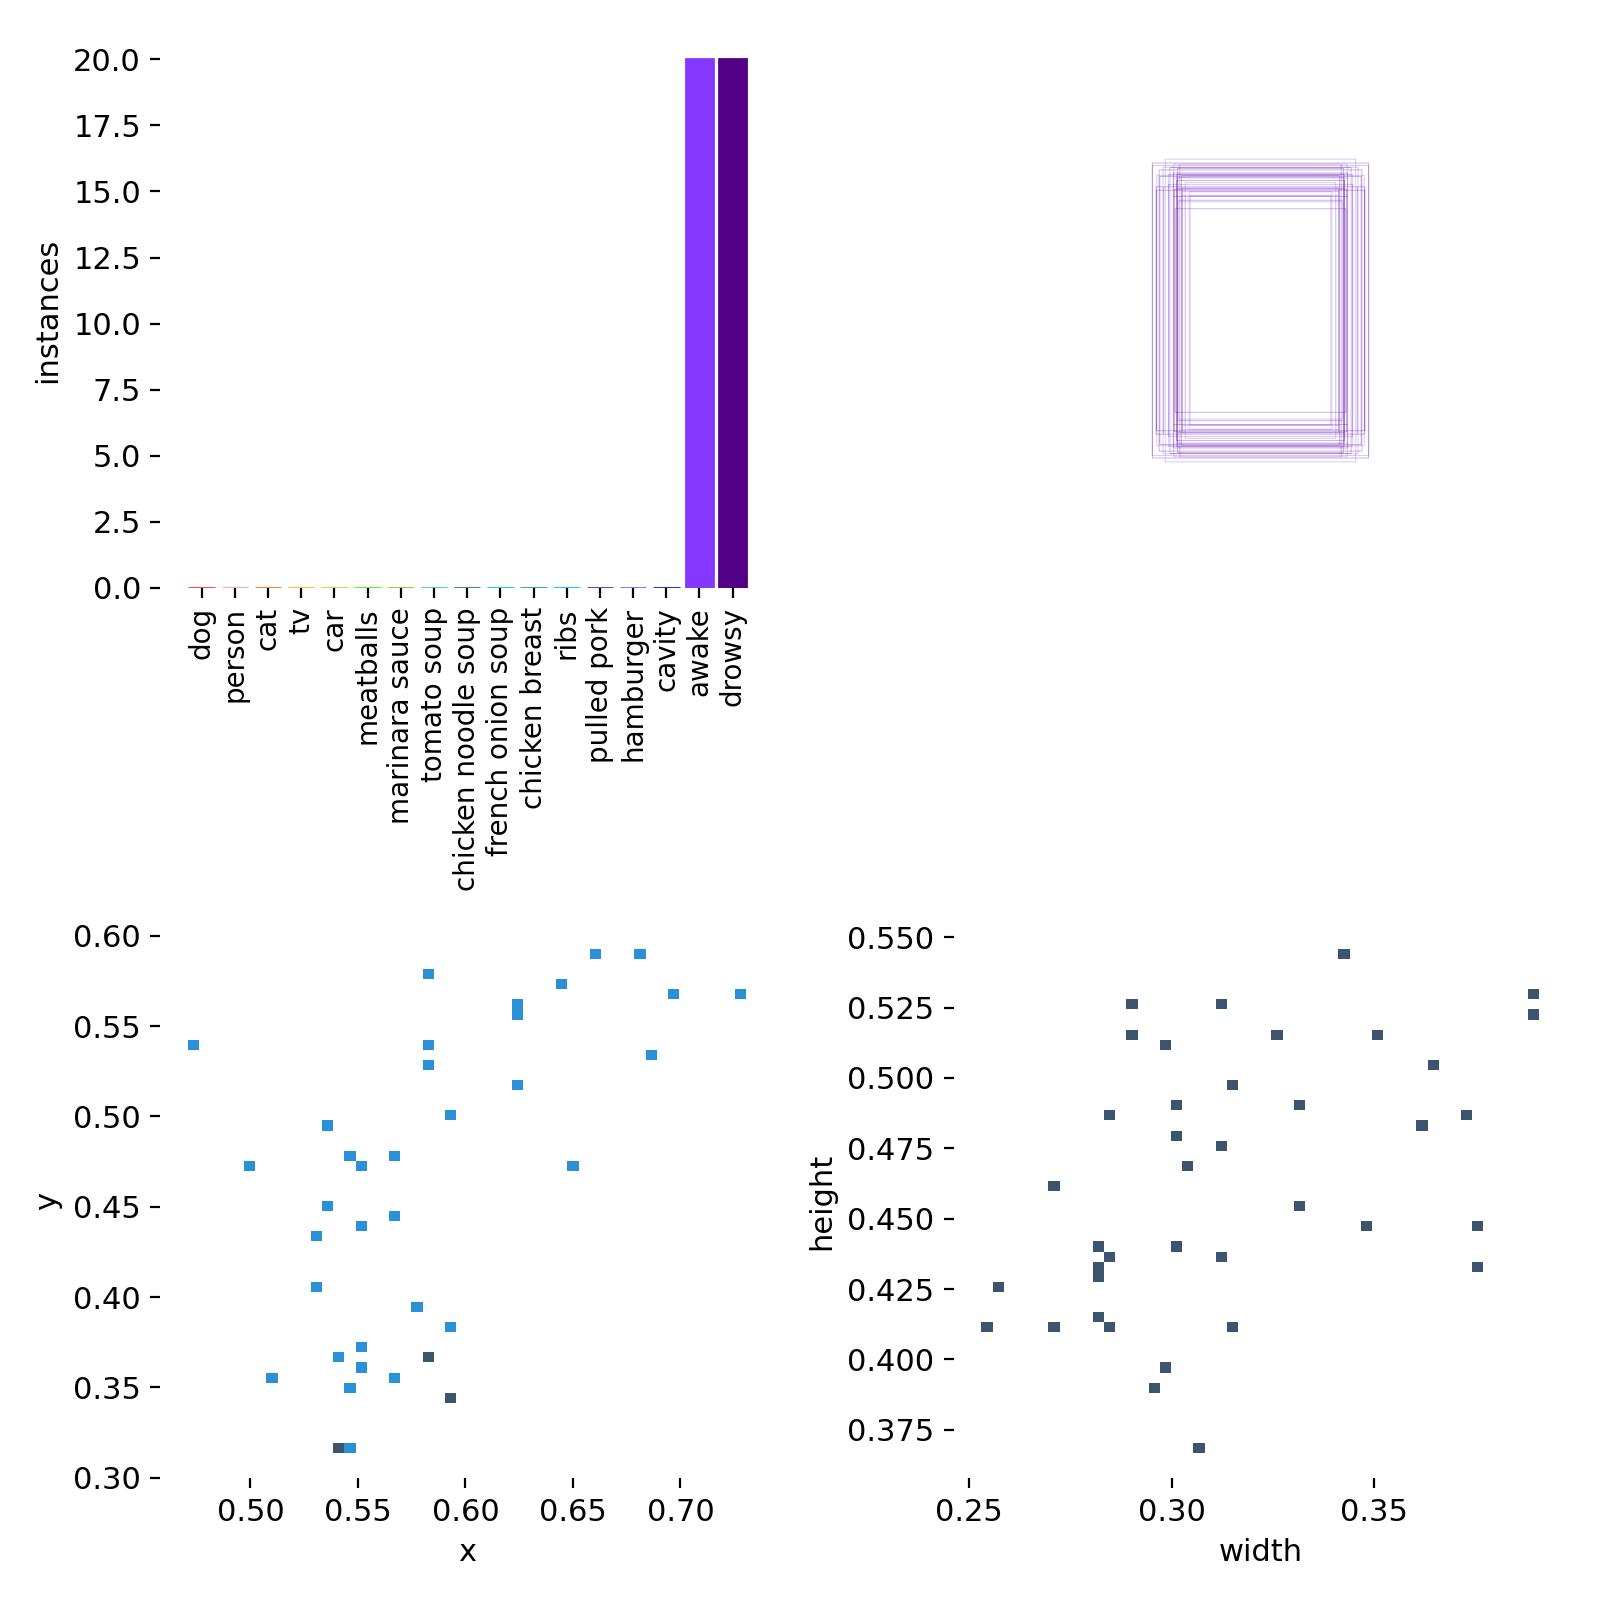 y
0.30
0.35
0.40
0.45
0.50
0.55
0.60
x
0.50
0.55
0.60
0.65
0.70
instances
0.0
2.5
5.0
7.5
10.0
12.5
15.0
17.5
20.0
dog
person
cat
tv
car
meatballs
marinara sauce
tomato soup
chicken noodle soup
french onion soup
chicken breast
ribs
pulled pork
hamburger
cavity
awake
drowsy
height
0.375
0.400
0.425
0.450
0.475
0.500
0.525
0.550
width
0.25
0.30
0.35